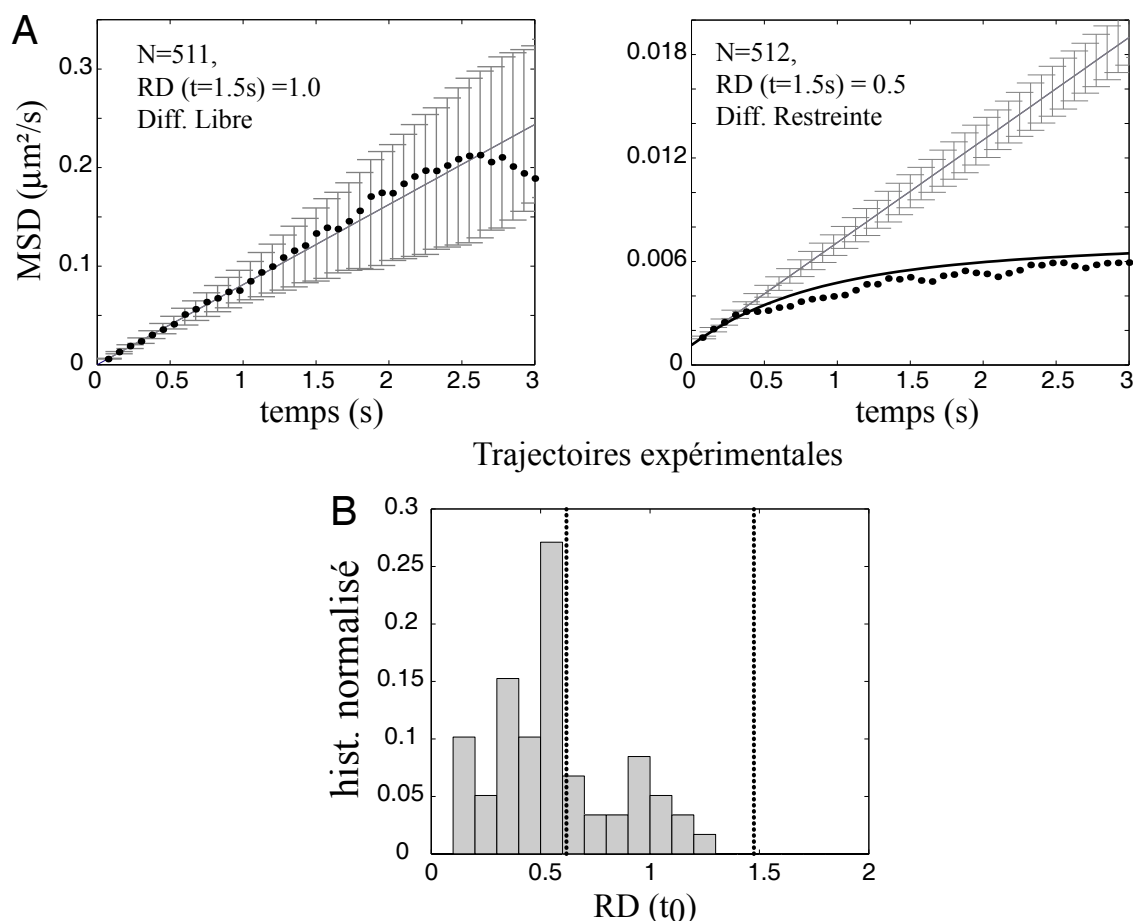 A
MSD (μm²/s)
0.3
0.2
0.1
0
N=511,
RD (t=1.5s) =1.0
Diff. Libre
0 0.5 1 1.5 2 2.5 3
temps (s)
0.018
0.012
0.006
0
N=512,
RD (t=1.5s) = 0.5
Diff. Restreinte
0 0.5 1 1.5 2 2.5 3
temps (s)
Trajectoires expérimentales
B
hist. normalisé
0.3
0.25
0.2
0.15
0.1
0.05
0
0 0.5 1 1.5 2
RD (t0)